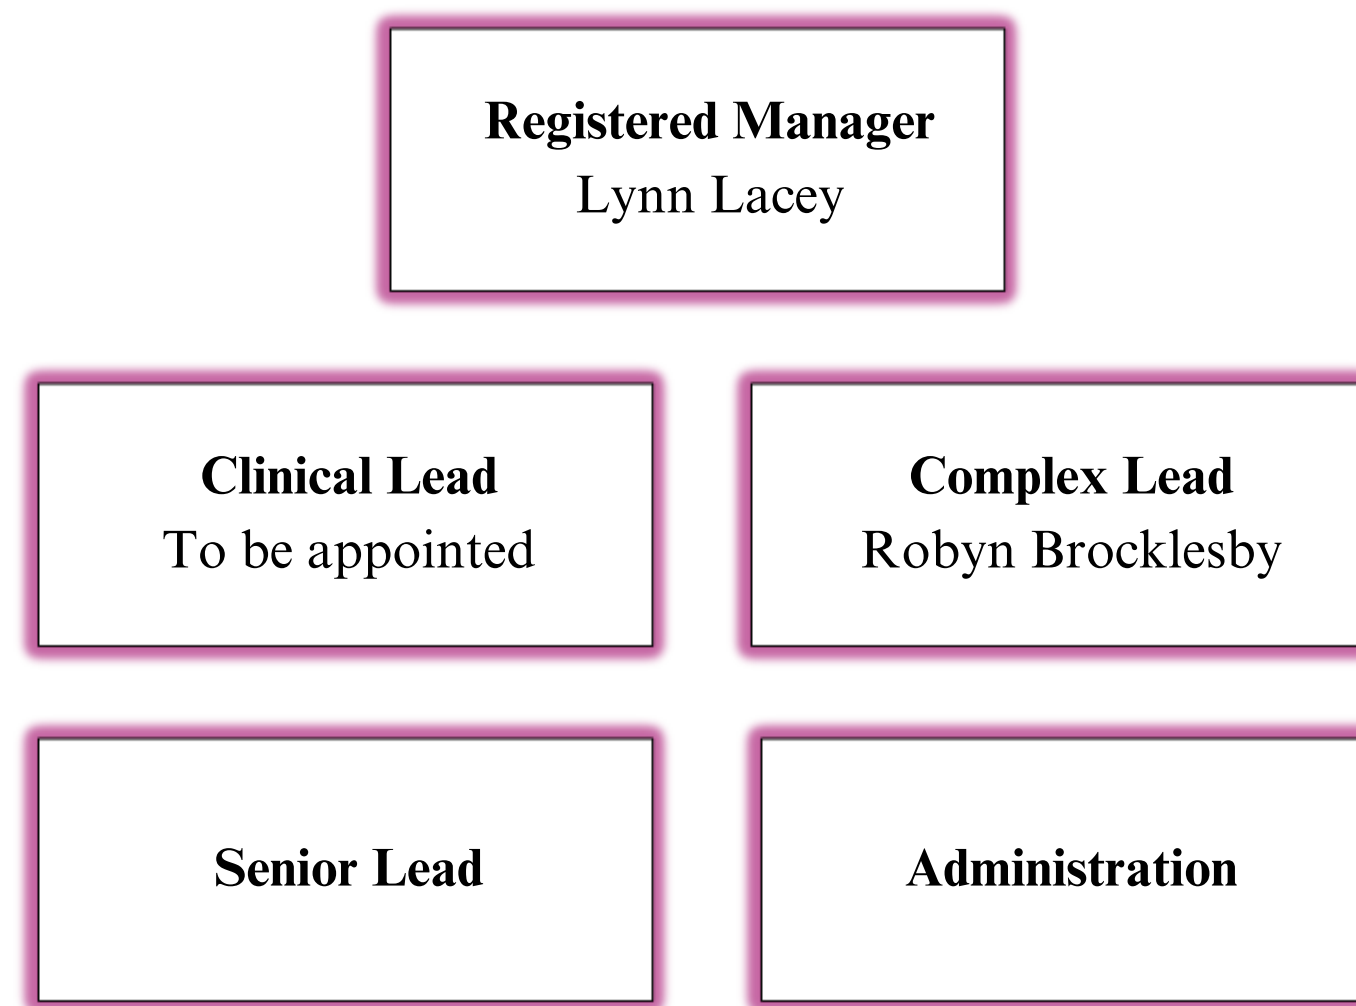 Registered Manager
Lynn Lacey
Clinical Lead
To be appointed
Complex Lead
Robyn Brocklesby
Senior Lead
Administration